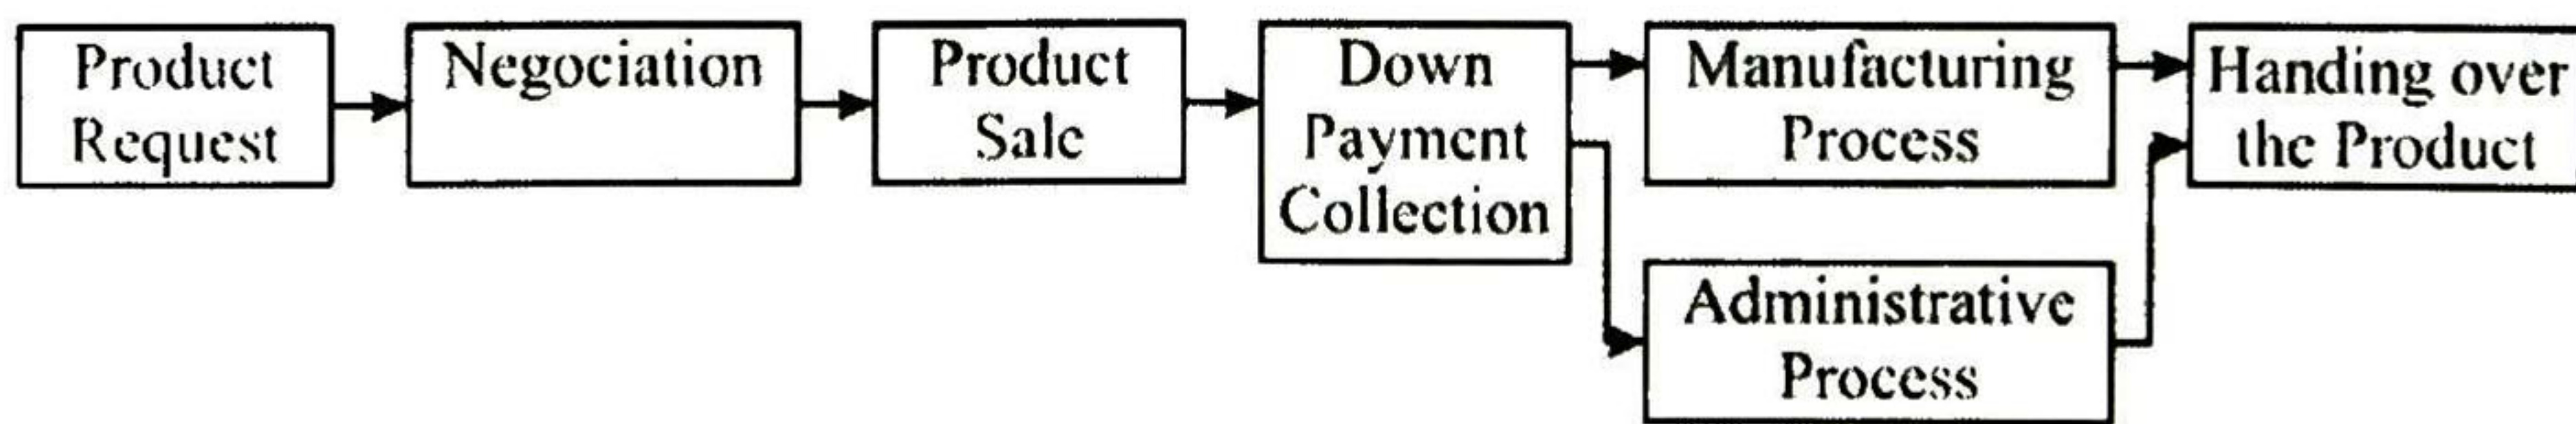 Product
Request
Negociation
Product
Sale
Down
Payment
Collection
Manufacturing
Process
Administrative
Process
Handing over
the Product